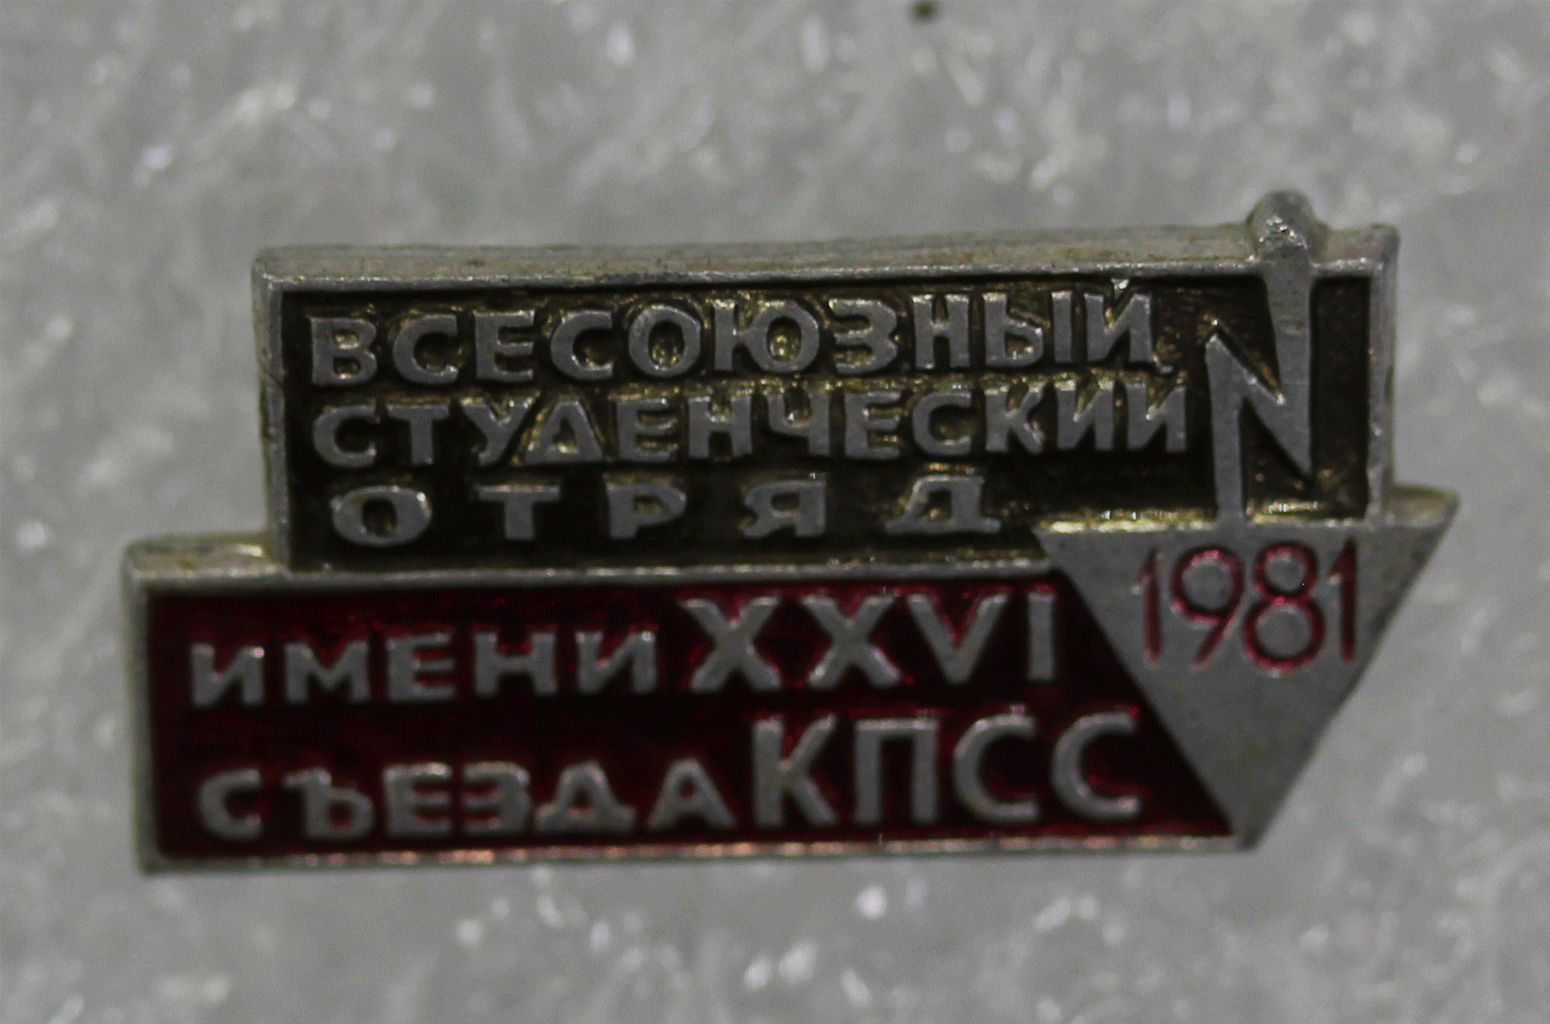 ВСЕСОЮЗНЫЙ
СТУДЕНЧЕСКИЙ
ОТРЯД
1981
ИМЕНИ XXVI
СЪЕЗДА КПСС